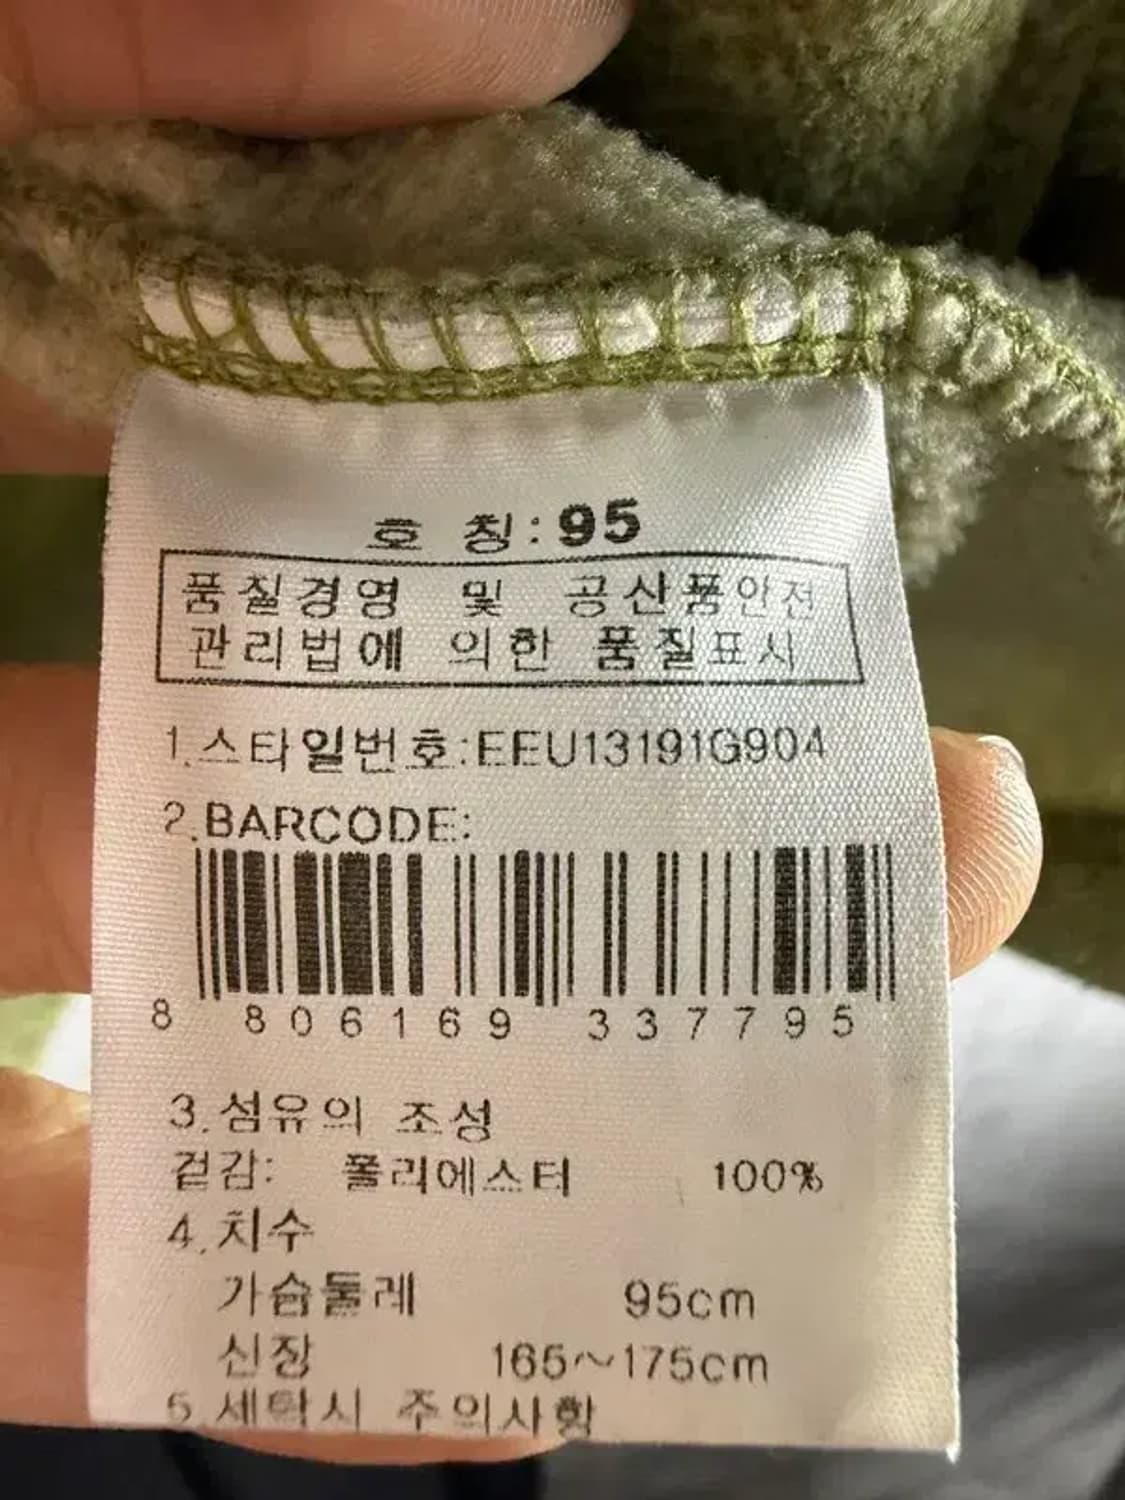 호 칭:95
품질경영 및 공산품안전
관리법에 의한 품질표시
1.스타일번호:EEU13191G904
2.BARCODE:
8 806169 337795
3.섬유의 조성
겉감: 폴리에스터 100%
4.치수
가슴둘레 95cm
신장 165~175cm
5.세탁시 주의사항